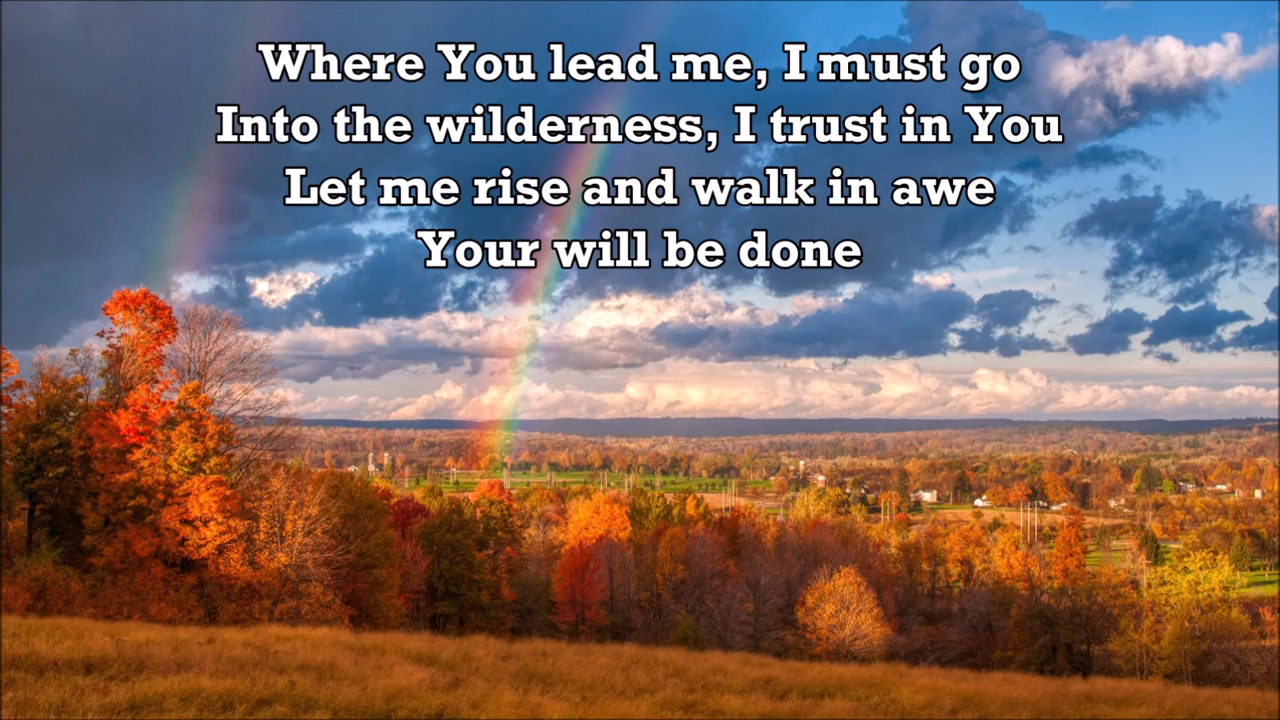 Where You lead me, I must go
Into the wilderness, I trust in You
Let me rise and walk in awe
Your will be done